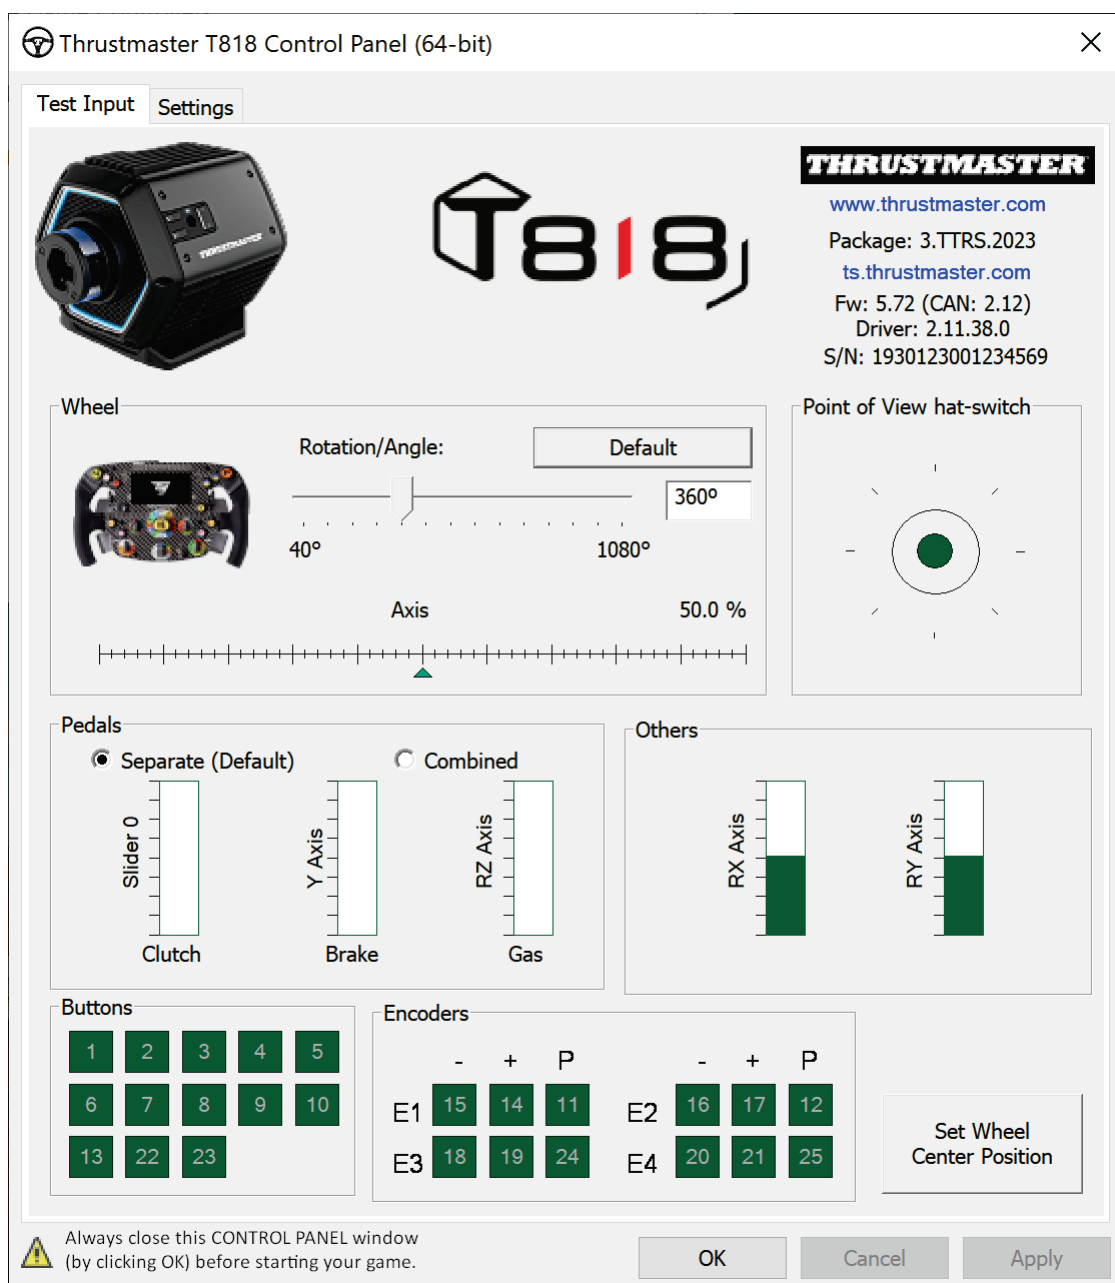 Thrustmaster T818 Control Panel (64-bit)
Test Input
Settings
THRUSTMASTER
T818
THRUSTMASTER
www.thrustmaster.com
Package: 3.TTRS.2023
ts.thrustmaster.com
Fw: 5.72 (CAN: 2.12)
Driver: 2.11.38.0
S/N: 1930123001234569
Wheel
Rotation/Angle:
Default
360º
40º
1080º
Axis
50.0 %
Point of View hat-switch
Pedals
Separate (Default)
Combined
Slider 0
Y Axis
RZ Axis
Clutch
Brake
Gas
Others
RX Axis
RY Axis
Buttons
1 2 3 4 5
6 7 8 9 10
13 22 23
Encoders
- + P - + P
E1 15 14 11 E2 16 17 12
E3 18 19 24 E4 20 21 25
Set Wheel
Center Position
Always close this CONTROL PANEL window
(by clicking OK) before starting your game.
OK
Cancel
Apply